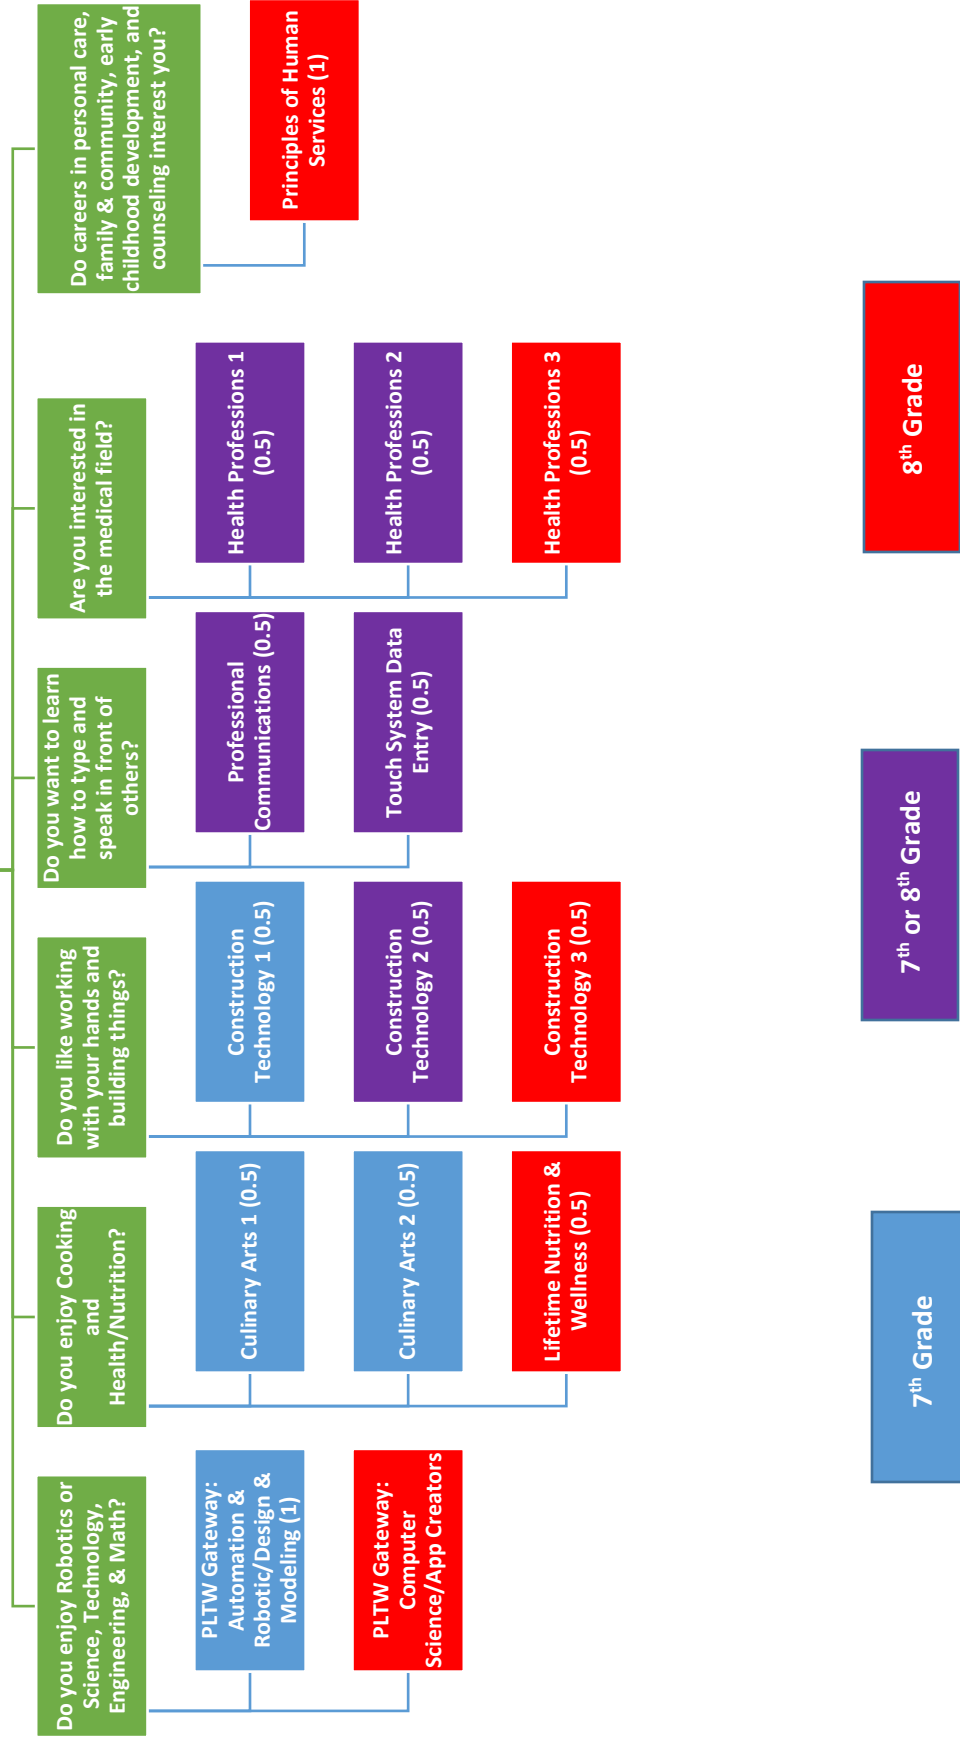 Do you enjoy Robotics or
Science, Technology,
Engineering, & Math?
PLTW Gateway:
Automation &
Robotic/Design &
Modeling (1)
PLTW Gateway:
Computer
Science/App Creators
Do you enjoy Cooking
and
Health/Nutrition?
Culinary Arts 1 (0.5)
Culinary Arts 2 (0.5)
Lifetime Nutrition &
Wellness (0.5)
Do you like working
with your hands and
building things?
Construction
Technology 1 (0.5)
Construction
Technology 2 (0.5)
Construction
Technology 3 (0.5)
Do you want to learn
how to type and
speak in front of
others?
Professional
Communications (0.5)
Touch System Data
Entry (0.5)
Are you interested in
the medical field?
Health Professions 1
(0.5)
Health Professions 2
(0.5)
Health Professions 3
(0.5)
Do careers in personal care,
family & community, early
childhood development, and
counseling interest you?
Principles of Human
Services (1)
7th Grade
7th or 8th Grade
8th Grade